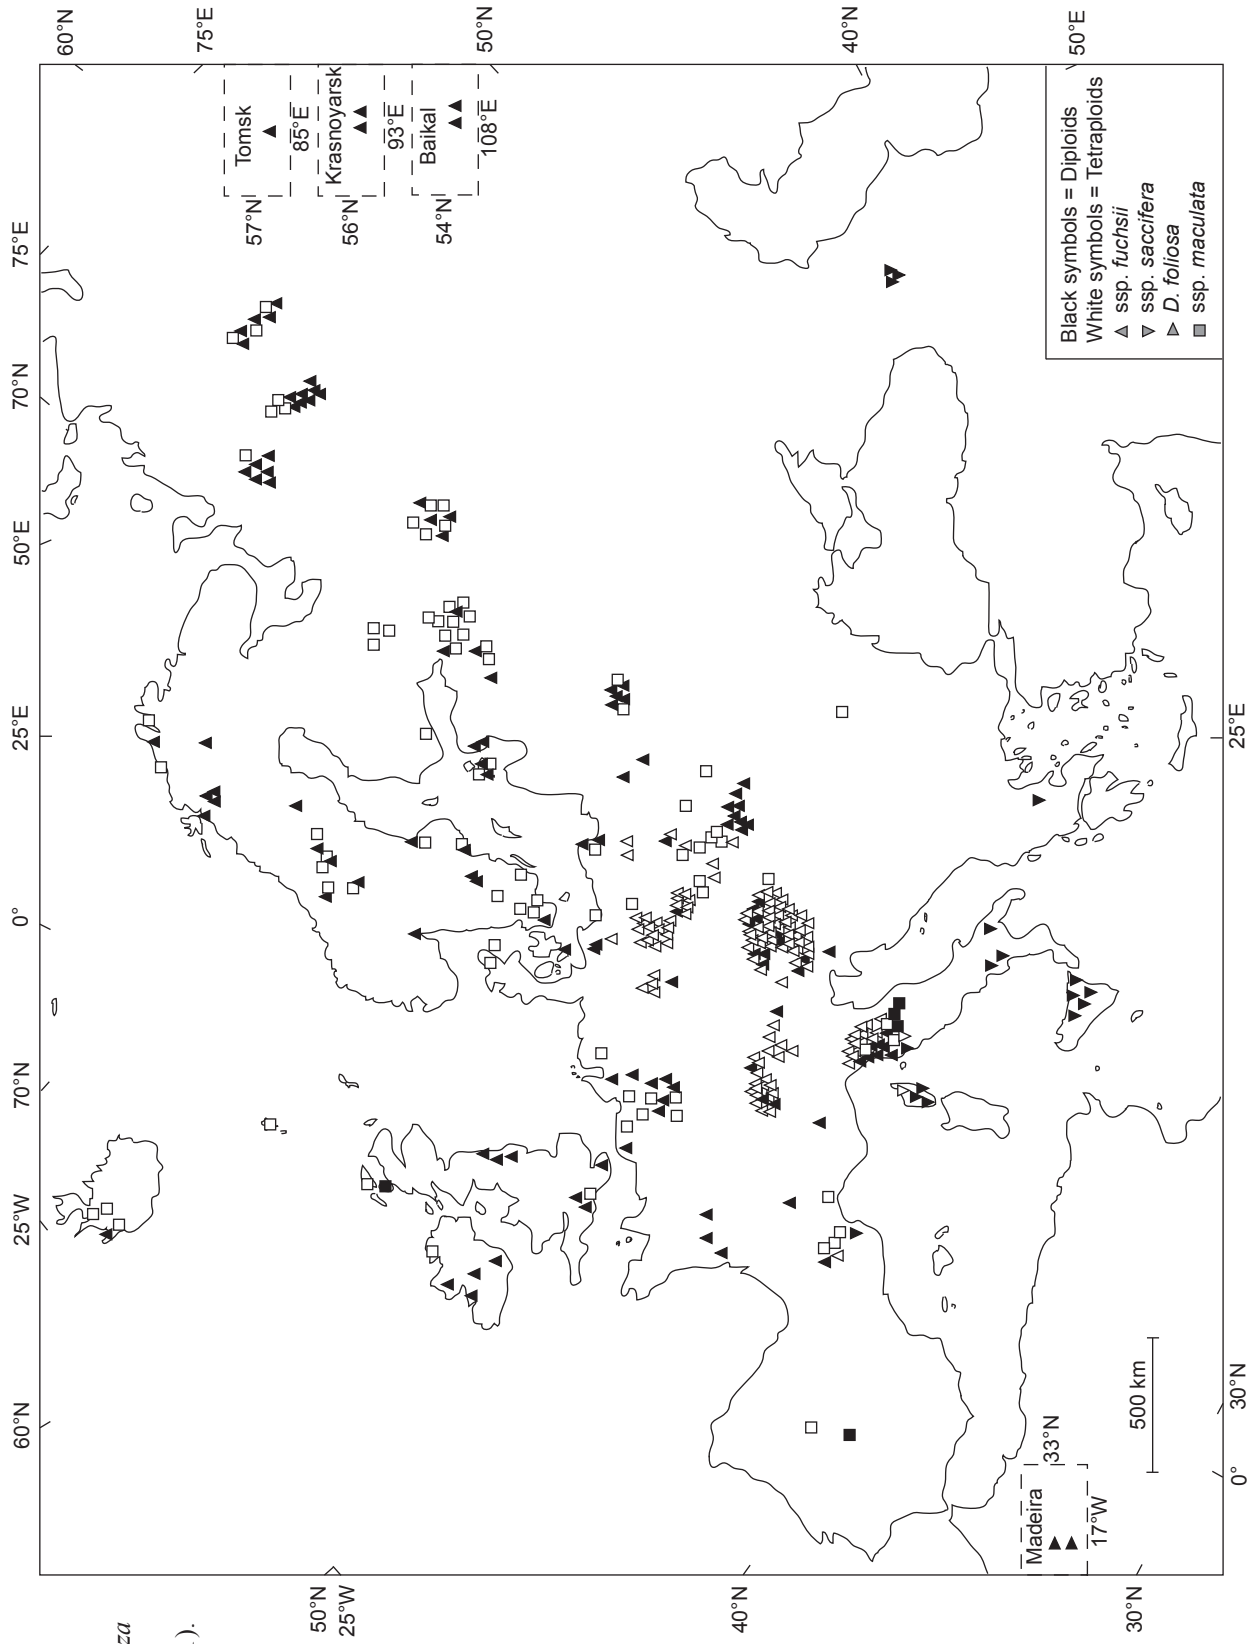 60°N
75°E
50°N
40°N
50°E
Tomsk
85°E
57°N
Krasnoyarsk
93°E
56°N
Baikal
108°E
54°N
75°E
70°N
50°E
25°E
0°
70°N
25°W
60°N
50°N
25°W
40°N
30°N
25°E
30°N
0°
Madeira
33°N
17°W
500 km
Black symbols = Diploids
White symbols = Tetraploids
ssp. fuchsii
ssp. saccifera
D. foliosa
ssp. maculata
za
).